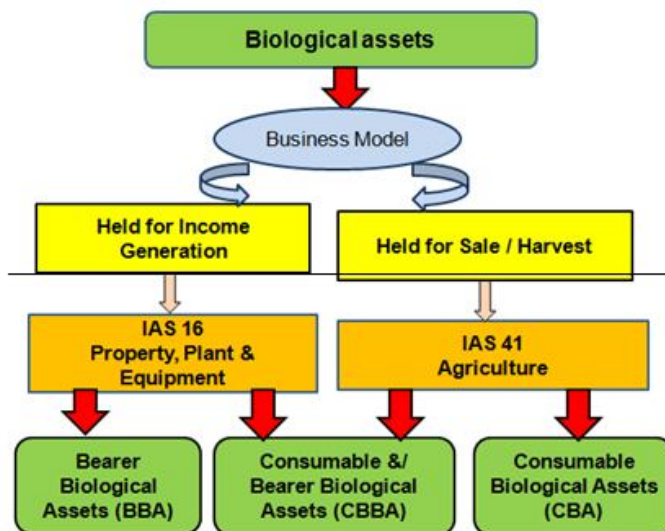 Biological assets
Business Model
Held for Income
Generation
Held for Sale / Harvest
IAS 16
Property, Plant &
Equipment
IAS 41
Agriculture
Bearer
Biological
Assets (BBA)
Consumable &/
Bearer Biological
Assets (CBBA)
Consumable
Biological Assets
(CBA)